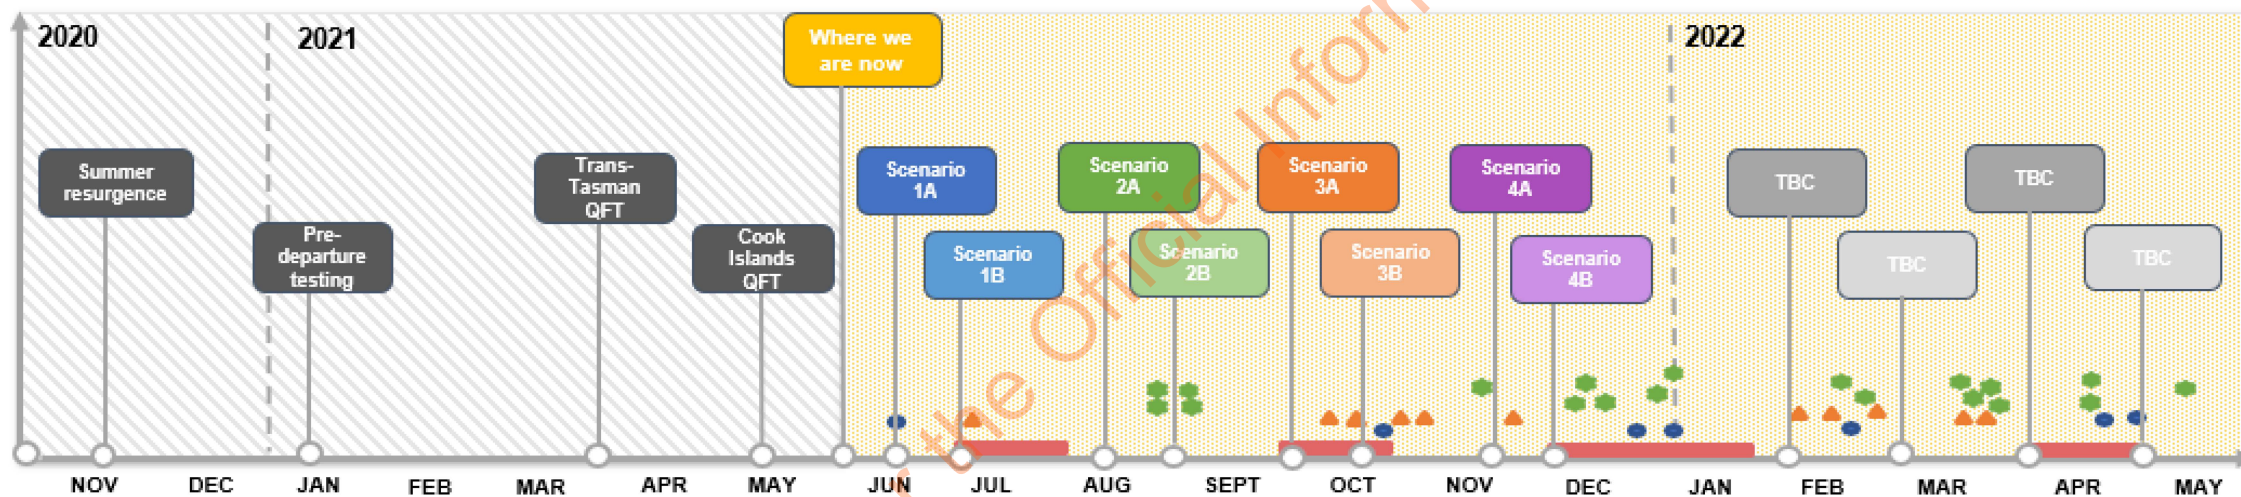 2020
2021
2022
Where we
are now
Summer
resurgence
Pre-
departure
testing
Trans-
Tasman
QFT
Cook
Islands
QFT
Scenario
1A
Scenario
1B
Scenario
2A
Scenario
2B
Scenario
3A
Scenario
3B
Scenario
4A
Scenario
4B
TBC
TBC
TBC
TBC
the Official Inform
NOV DEC JAN FEB MAR APR MAY JUN JUL AUG SEPT OCT NOV DEC JAN FEB MAR APR MAY